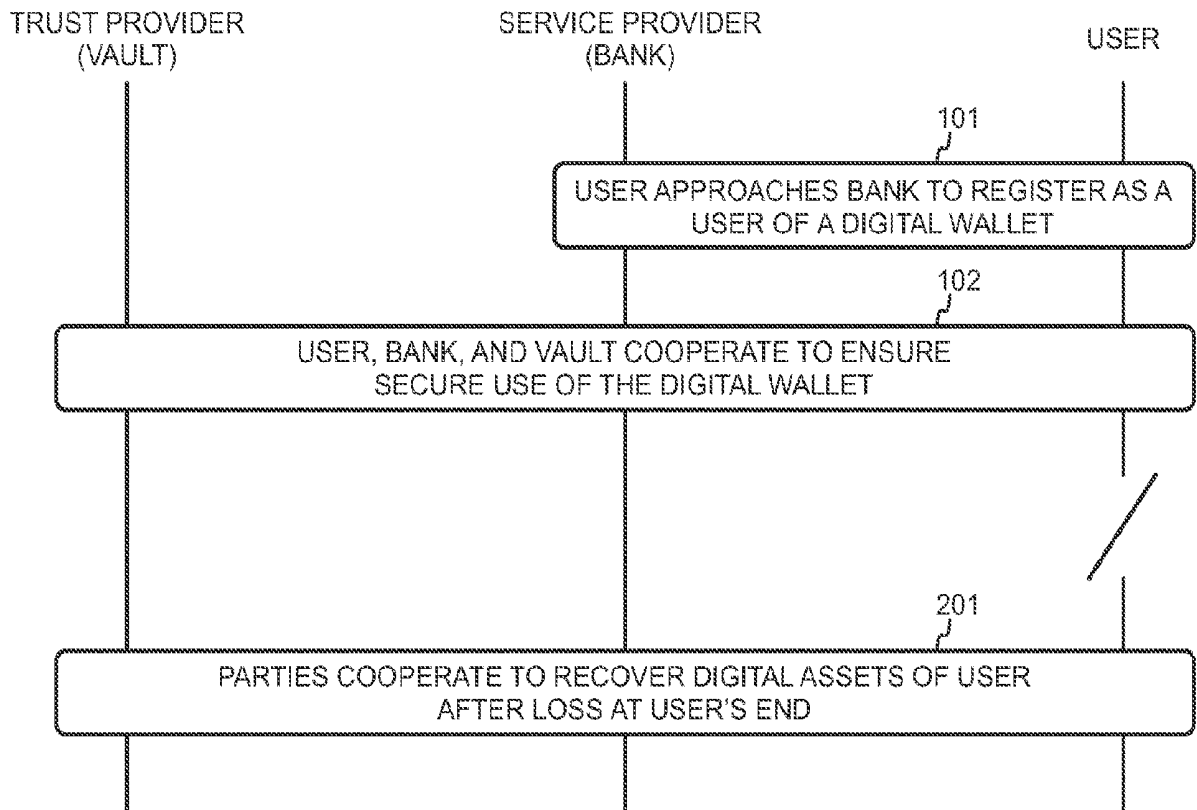 TRUST PROVIDER
(VAULT)
SERVICE PROVIDER
(BANK)
USER
101
USER APPROACHES BANK TO REGISTER AS A
USER OF A DIGITAL WALLET
102
USER, BANK, AND VAULT COOPERATE TO ENSURE
SECURE USE OF THE DIGITAL WALLET
201
PARTIES COOPERATE TO RECOVER DIGITAL ASSETS OF USER
AFTER LOSS AT USER'S END